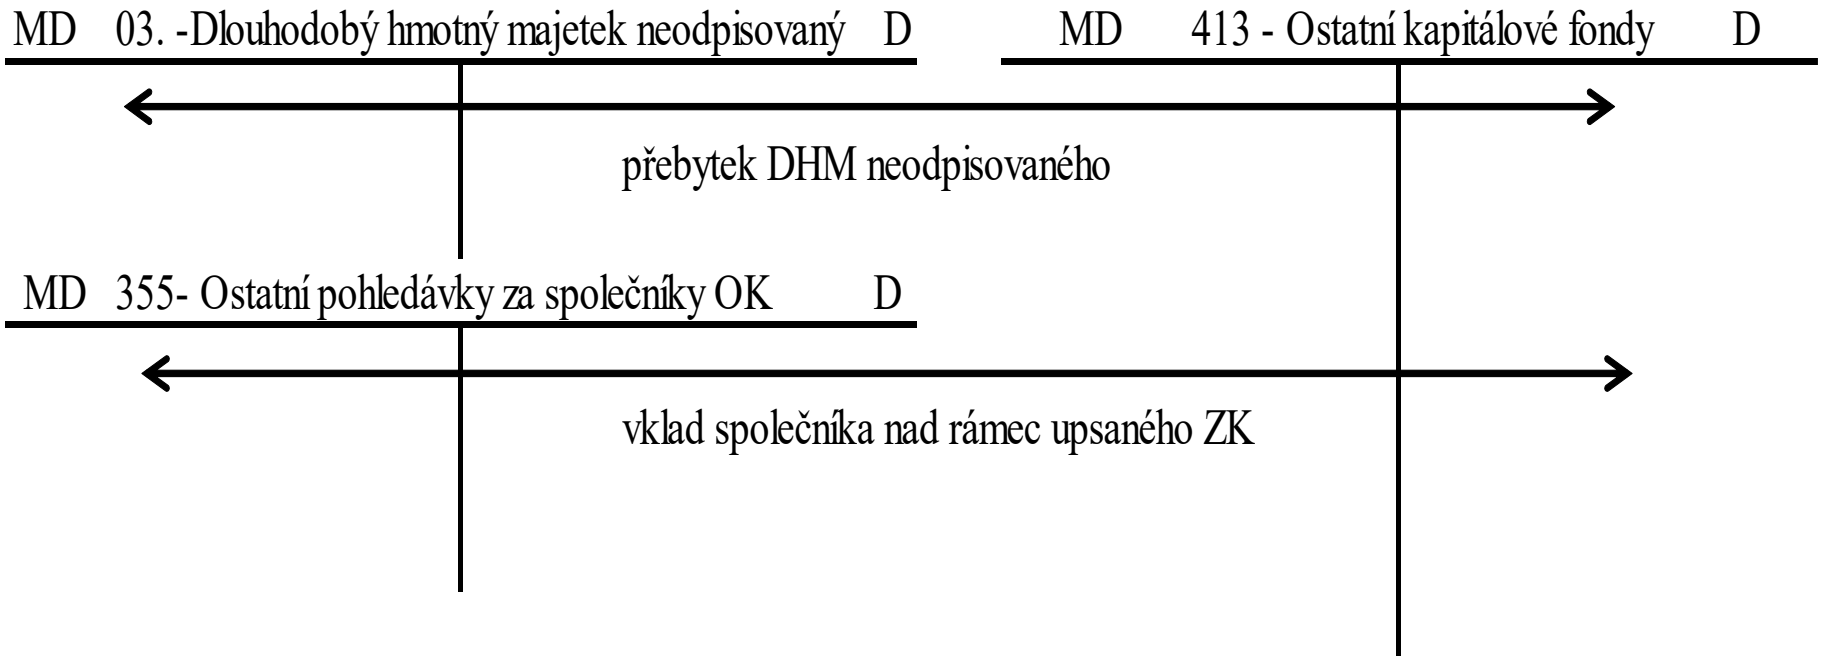 MD 03. -Dlouhodobý hmotný majetek neodpisovaný D MD 413 - Ostatní kapitálové fondy D
přebytek DHM neodpisovaného
MD 355- Ostatní pohledávky za společníky OK D
vklad společníka nad rámec upsaného ZK